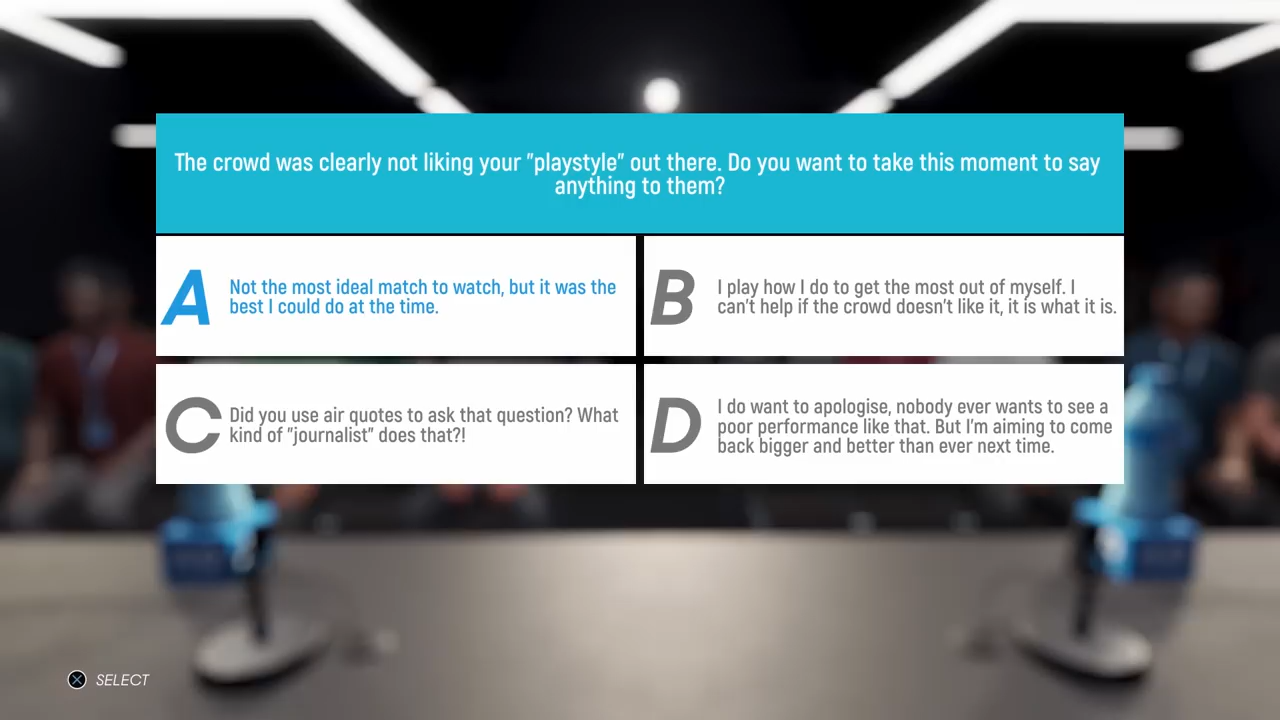 The crowd was clearly not liking your "playstyle" out there. Do you want to take this moment to say
anything to them?
A
Not the most ideal match to watch, but it was the
best I could do at the time.
B
I play how I do to get the most out of myself. I
can't help if the crowd doesn't like it, it is what it is.
C
Did you use air quotes to ask that question? What
kind of "journalist" does that?!
D
I do want to apologise, nobody ever wants to see a
poor performance like that. But I'm aiming to come
back bigger and better than ever next time.
SELECT